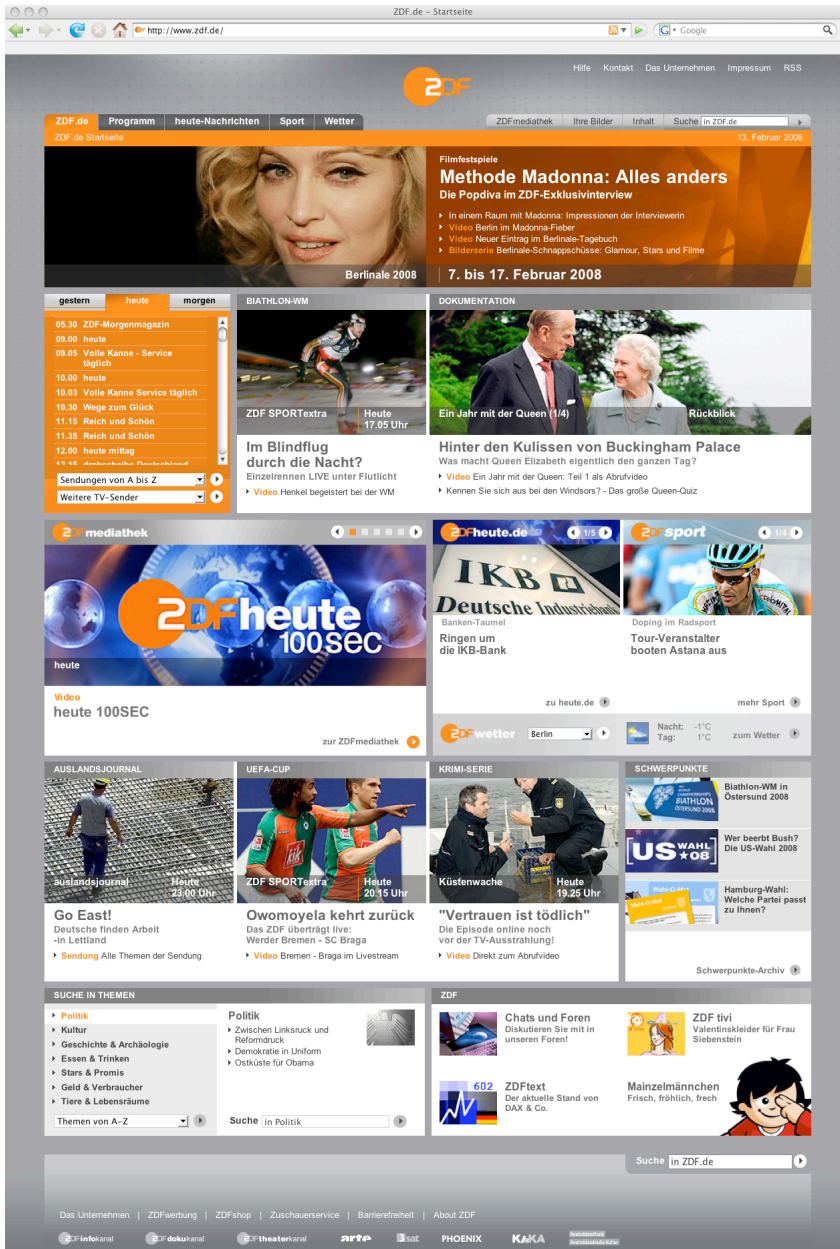 ZDF.de – Startseite
http://www.zdf.de/
Google
Hilfe Kontakt Das Unternehmen Impressum RSS
ZDF
ZDF.de Programm heute-Nachrichten Sport Wetter
ZDFmediathek Ihre Bilder Inhalt Suche in ZDF.de
ZDF.de Startseite
13. Februar 2008
Filmfestspiele
Methode Madonna: Alles anders
Die Popdiva im ZDF-Exklusivinterview
In einem Raum mit Madonna: Impressionen der Interviewerin
Video Berlin im Madonna-Fieber
Video Neuer Eintrag im Berlinale-Tagebuch
Bilderserie Berlinale-Schnappschüsse: Glamour, Stars und Filme
Berlinale 2008
7. bis 17. Februar 2008
gestern heute morgen
05.30 ZDF-Morgenmagazin
09.00 heute
09.05 Volle Kanne - Service
täglich
10.00 heute
10.03 Volle Kanne Service täglich
10.30 Wege zum Glück
11.15 Reich und Schön
11.35 Reich und Schön
12.00 heute mittag
12.15 drehscheibe Deutschland
Sendungen von A bis Z
Weitere TV-Sender
BIATHLON-WM
ZDF SPORTextra
Heute
17.05 Uhr
Im Blindflug
durch die Nacht?
Einzelrennen LIVE unter Flutlicht
Video Henkel begeistert bei der WM
DOKUMENTATION
Ein Jahr mit der Queen (1/4)
Rückblick
Hinter den Kulissen von Buckingham Palace
Was macht Queen Elizabeth eigentlich den ganzen Tag?
Video Ein Jahr mit der Queen: Teil 1 als Abrufvideo
Kennen Sie sich aus bei den Windsors? - Das große Queen-Quiz
ZDFmediathek
ZDFheute
100SEC
heute
Video
heute 100SEC
zur ZDFmediathek
ZDFheute.de
1/5
IKB
Deutsche Industriebank
Banken-Taumel
Ringen um
die IKB-Bank
zu heute.de
ZDFsport
1/4
Doping im Radsport
Tour-Veranstalter
booten Astana aus
mehr Sport
ZDFwetter
Berlin
Nacht: -1°C
Tag: 1°C
zum Wetter
AUSLANDSJOURNAL
auslandsjournal
Heute
23.00 Uhr
Go East!
Deutsche finden Arbeit
-in Lettland
Sendung Alle Themen der Sendung
UEFA-CUP
kik
ZDF SPORTextra
Heute
20.15 Uhr
Owomoyela kehrt zurück
Das ZDF überträgt live:
Werder Bremen - SC Braga
Video Bremen - Braga im Livestream
KRIMI-SERIE
Küstenwache
Heute
19.25 Uhr
"Vertrauen ist tödlich"
Die Episode online noch
vor der TV-Ausstrahlung!
Video Direkt zum Abrufvideo
SCHWERPUNKTE
BIATHLON
Biathlon-WM in
Östersund 2008
US WAHL
08
Wer beerbt Bush?
Die US-Wahl 2008
Wahl-O-Mat
Hamburg-Wahl:
Welche Partei passt
zu Ihnen?
Schwerpunkte-Archiv
SUCHE IN THEMEN
Politik
Kultur
Geschichte & Archäologie
Essen & Trinken
Stars & Promis
Geld & Verbraucher
Tiere & Lebensräume
Themen von A-Z
Politik
Zwischen Linksruck und
Reformdruck
Demokratie in Uniform
Ostküste für Obama
Suche in Politik
ZDF
Chats und Foren
Diskutieren Sie mit in
unseren Foren!
ZDF tivi
Valentinskleider für Frau
Siebenstein
602
ZDFtext
Der aktuelle Stand von
DAX & Co.
Mainzelmännchen
Frisch, fröhlich, frech
Suche in ZDF.de
Das Unternehmen | ZDFwerbung | ZDFshop | Zuschauerservice | Barrierefreiheit | About ZDF
ZDFinfokanal ZDFdokukanal ZDFtheaterkanal arte 3sat PHOENIX KI.KA